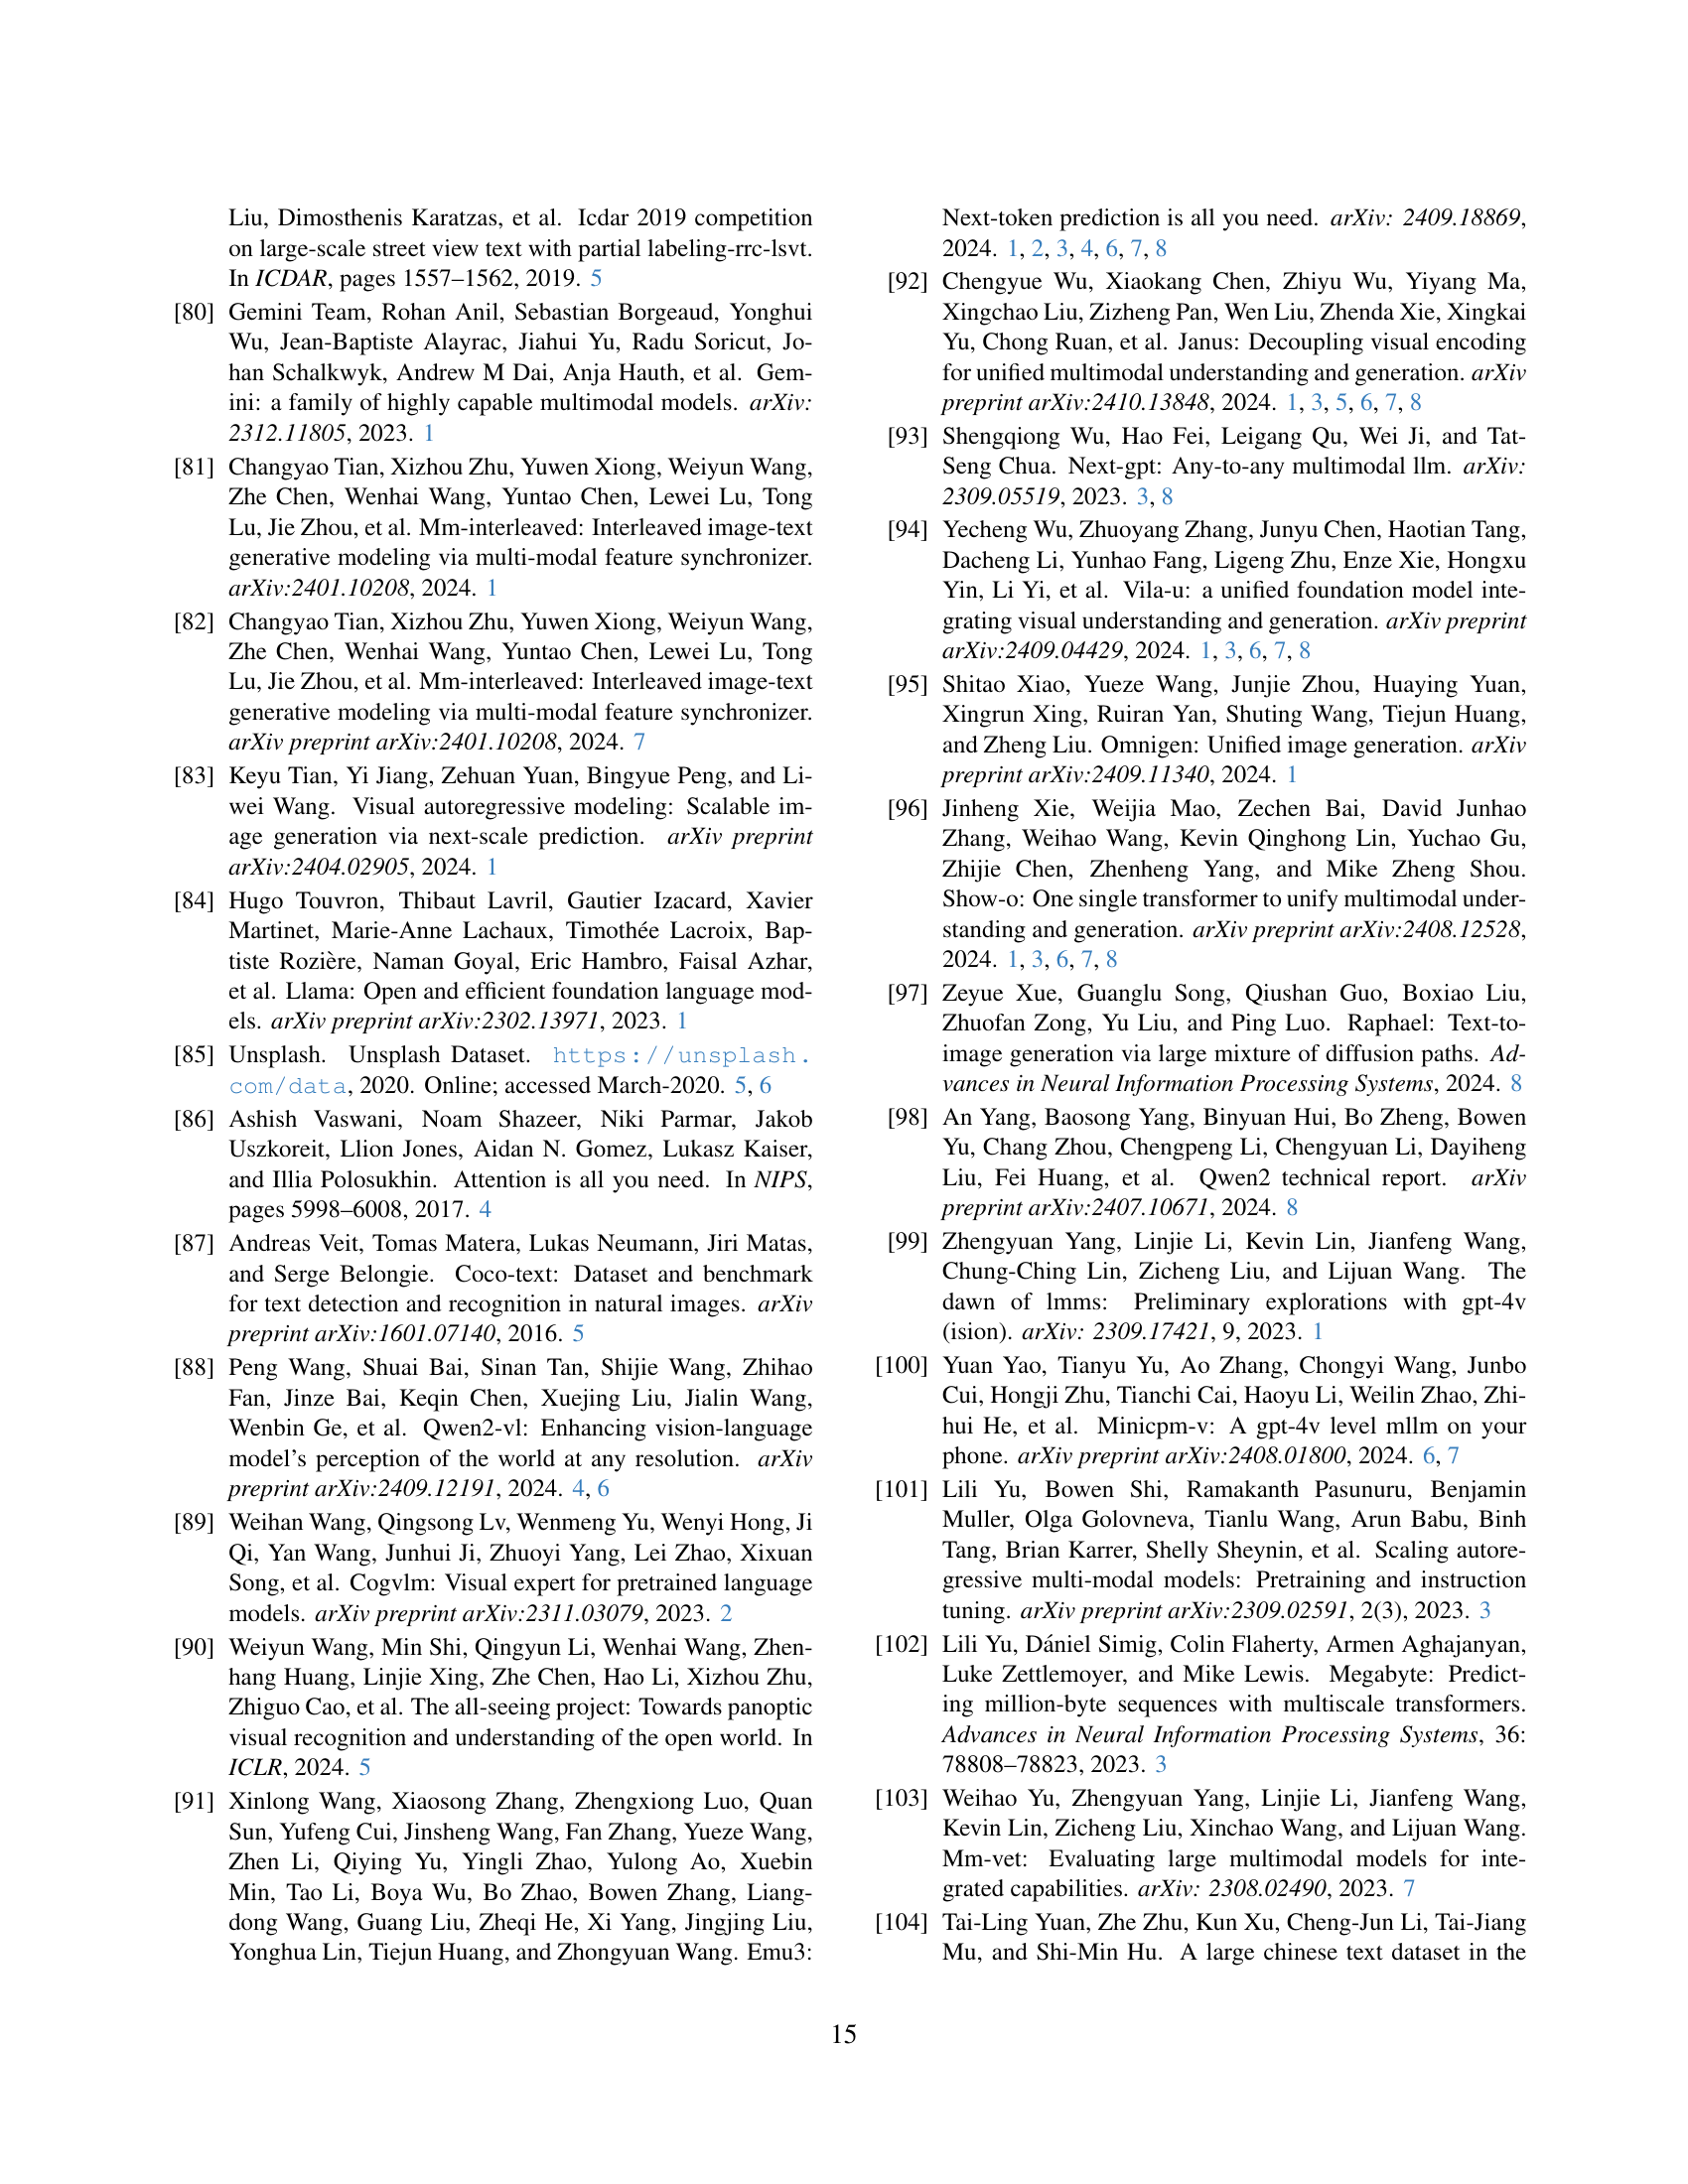 Liu, Dimosthenis Karatzas, et al. Icdar 2019 competition
on large-scale street view text with partial labeling-rrc-lsvt.
In ICDAR, pages 1557–1562, 2019. 5
[80] Gemini Team, Rohan Anil, Sebastian Borgeaud, Yonghui
Wu, Jean-Baptiste Alayrac, Jiahui Yu, Radu Soricut, Jo-
han Schalkwyk, Andrew M Dai, Anja Hauth, et al. Gem-
ini: a family of highly capable multimodal models. arXiv:
2312.11805, 2023. 1
[81] Changyao Tian, Xizhou Zhu, Yuwen Xiong, Weiyun Wang,
Zhe Chen, Wenhai Wang, Yuntao Chen, Lewei Lu, Tong
Lu, Jie Zhou, et al. Mm-interleaved: Interleaved image-text
generative modeling via multi-modal feature synchronizer.
arXiv:2401.10208, 2024. 1
[82] Changyao Tian, Xizhou Zhu, Yuwen Xiong, Weiyun Wang,
Zhe Chen, Wenhai Wang, Yuntao Chen, Lewei Lu, Tong
Lu, Jie Zhou, et al. Mm-interleaved: Interleaved image-text
generative modeling via multi-modal feature synchronizer.
arXiv preprint arXiv:2401.10208, 2024. 7
[83] Keyu Tian, Yi Jiang, Zehuan Yuan, Bingyue Peng, and Li-
wei Wang. Visual autoregressive modeling: Scalable im-
age generation via next-scale prediction. arXiv preprint
arXiv:2404.02905, 2024. 1
[84] Hugo Touvron, Thibaut Lavril, Gautier Izacard, Xavier
Martinet, Marie-Anne Lachaux, Timothée Lacroix, Bap-
tiste Rozière, Naman Goyal, Eric Hambro, Faisal Azhar,
et al. Llama: Open and efficient foundation language mod-
els. arXiv preprint arXiv:2302.13971, 2023. 1
[85] Unsplash. Unsplash Dataset. https://unsplash.
com/data, 2020. Online; accessed March-2020. 5, 6
[86] Ashish Vaswani, Noam Shazeer, Niki Parmar, Jakob
Uszkoreit, Llion Jones, Aidan N. Gomez, Lukasz Kaiser,
and Illia Polosukhin. Attention is all you need. In NIPS,
pages 5998–6008, 2017. 4
[87] Andreas Veit, Tomas Matera, Lukas Neumann, Jiri Matas,
and Serge Belongie. Coco-text: Dataset and benchmark
for text detection and recognition in natural images. arXiv
preprint arXiv:1601.07140, 2016. 5
[88] Peng Wang, Shuai Bai, Sinan Tan, Shijie Wang, Zhihao
Fan, Jinze Bai, Keqin Chen, Xuejing Liu, Jialin Wang,
Wenbin Ge, et al. Qwen2-vl: Enhancing vision-language
model's perception of the world at any resolution. arXiv
preprint arXiv:2409.12191, 2024. 4, 6
[89] Weihan Wang, Qingsong Lv, Wenmeng Yu, Wenyi Hong, Ji
Qi, Yan Wang, Junhui Ji, Zhuoyi Yang, Lei Zhao, Xixuan
Song, et al. Cogvlm: Visual expert for pretrained language
models. arXiv preprint arXiv:2311.03079, 2023. 2
[90] Weiyun Wang, Min Shi, Qingyun Li, Wenhai Wang, Zhen-
hang Huang, Linjie Xing, Zhe Chen, Hao Li, Xizhou Zhu,
Zhiguo Cao, et al. The all-seeing project: Towards panoptic
visual recognition and understanding of the open world. In
ICLR, 2024. 5
[91] Xinlong Wang, Xiaosong Zhang, Zhengxiong Luo, Quan
Sun, Yufeng Cui, Jinsheng Wang, Fan Zhang, Yueze Wang,
Zhen Li, Qiying Yu, Yingli Zhao, Yulong Ao, Xuebin
Min, Tao Li, Boya Wu, Bo Zhao, Bowen Zhang, Liang-
dong Wang, Guang Liu, Zheqi He, Xi Yang, Jingjing Liu,
Yonghua Lin, Tiejun Huang, and Zhongyuan Wang. Emu3:
Next-token prediction is all you need. arXiv: 2409.18869,
2024. 1, 2, 3, 4, 6, 7, 8
[92] Chengyue Wu, Xiaokang Chen, Zhiyu Wu, Yiyang Ma,
Xingchao Liu, Zizheng Pan, Wen Liu, Zhenda Xie, Xingkai
Yu, Chong Ruan, et al. Janus: Decoupling visual encoding
for unified multimodal understanding and generation. arXiv
preprint arXiv:2410.13848, 2024. 1, 3, 5, 6, 7, 8
[93] Shengqiong Wu, Hao Fei, Leigang Qu, Wei Ji, and Tat-
Seng Chua. Next-gpt: Any-to-any multimodal llm. arXiv:
2309.05519, 2023. 3, 8
[94] Yecheng Wu, Zhuoyang Zhang, Junyu Chen, Haotian Tang,
Dacheng Li, Yunhao Fang, Ligeng Zhu, Enze Xie, Hongxu
Yin, Li Yi, et al. Vila-u: a unified foundation model inte-
grating visual understanding and generation. arXiv preprint
arXiv:2409.04429, 2024. 1, 3, 6, 7, 8
[95] Shitao Xiao, Yueze Wang, Junjie Zhou, Huaying Yuan,
Xingrun Xing, Ruiran Yan, Shuting Wang, Tiejun Huang,
and Zheng Liu. Omnigen: Unified image generation. arXiv
preprint arXiv:2409.11340, 2024. 1
[96] Jinheng Xie, Weijia Mao, Zechen Bai, David Junhao
Zhang, Weihao Wang, Kevin Qinghong Lin, Yuchao Gu,
Zhijie Chen, Zhenheng Yang, and Mike Zheng Shou.
Show-o: One single transformer to unify multimodal under-
standing and generation. arXiv preprint arXiv:2408.12528,
2024. 1, 3, 6, 7, 8
[97] Zeyue Xue, Guanglu Song, Qiushan Guo, Boxiao Liu,
Zhuofan Zong, Yu Liu, and Ping Luo. Raphael: Text-to-
image generation via large mixture of diffusion paths. Ad-
vances in Neural Information Processing Systems, 2024. 8
[98] An Yang, Baosong Yang, Binyuan Hui, Bo Zheng, Bowen
Yu, Chang Zhou, Chengpeng Li, Chengyuan Li, Dayiheng
Liu, Fei Huang, et al. Qwen2 technical report. arXiv
preprint arXiv:2407.10671, 2024. 8
[99] Zhengyuan Yang, Linjie Li, Kevin Lin, Jianfeng Wang,
Chung-Ching Lin, Zicheng Liu, and Lijuan Wang. The
dawn of lmms: Preliminary explorations with gpt-4v
(ision). arXiv: 2309.17421, 9, 2023. 1
[100] Yuan Yao, Tianyu Yu, Ao Zhang, Chongyi Wang, Junbo
Cui, Hongji Zhu, Tianchi Cai, Haoyu Li, Weilin Zhao, Zhi-
hui He, et al. Minicpm-v: A gpt-4v level mllm on your
phone. arXiv preprint arXiv:2408.01800, 2024. 6, 7
[101] Lili Yu, Bowen Shi, Ramakanth Pasunuru, Benjamin
Muller, Olga Golovneva, Tianlu Wang, Arun Babu, Binh
Tang, Brian Karrer, Shelly Sheynin, et al. Scaling autore-
gressive multi-modal models: Pretraining and instruction
tuning. arXiv preprint arXiv:2309.02591, 2(3), 2023. 3
[102] Lili Yu, Dániel Simig, Colin Flaherty, Armen Aghajanyan,
Luke Zettlemoyer, and Mike Lewis. Megabyte: Predict-
ing million-byte sequences with multiscale transformers.
Advances in Neural Information Processing Systems, 36:
78808–78823, 2023. 3
[103] Weihao Yu, Zhengyuan Yang, Linjie Li, Jianfeng Wang,
Kevin Lin, Zicheng Liu, Xinchao Wang, and Lijuan Wang.
Mm-vet: Evaluating large multimodal models for inte-
grated capabilities. arXiv: 2308.02490, 2023. 7
[104] Tai-Ling Yuan, Zhe Zhu, Kun Xu, Cheng-Jun Li, Tai-Jiang
Mu, and Shi-Min Hu. A large chinese text dataset in the
15